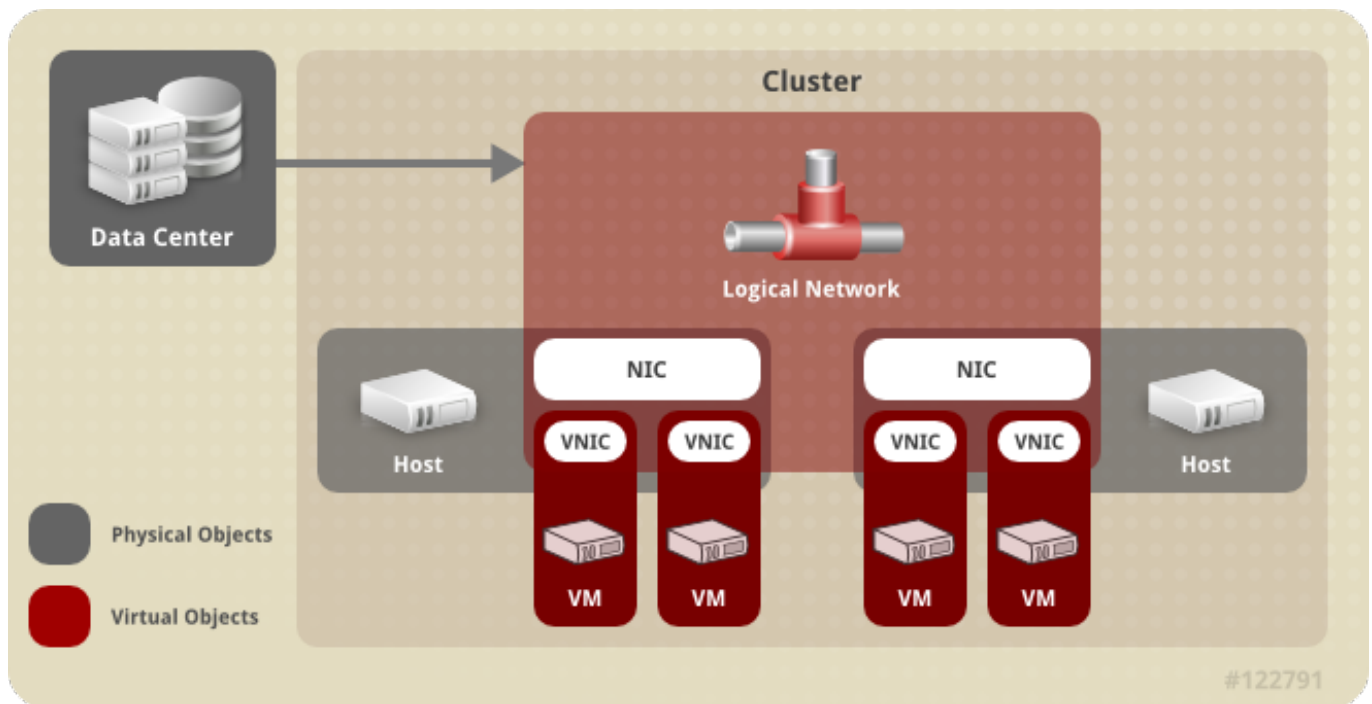 Cluster
Data Center
Logical Network
NIC
NIC
VNIC
VNIC
VNIC
VNIC
Host
Host
Physical Objects
VM
VM
VM
VM
Virtual Objects
#122791